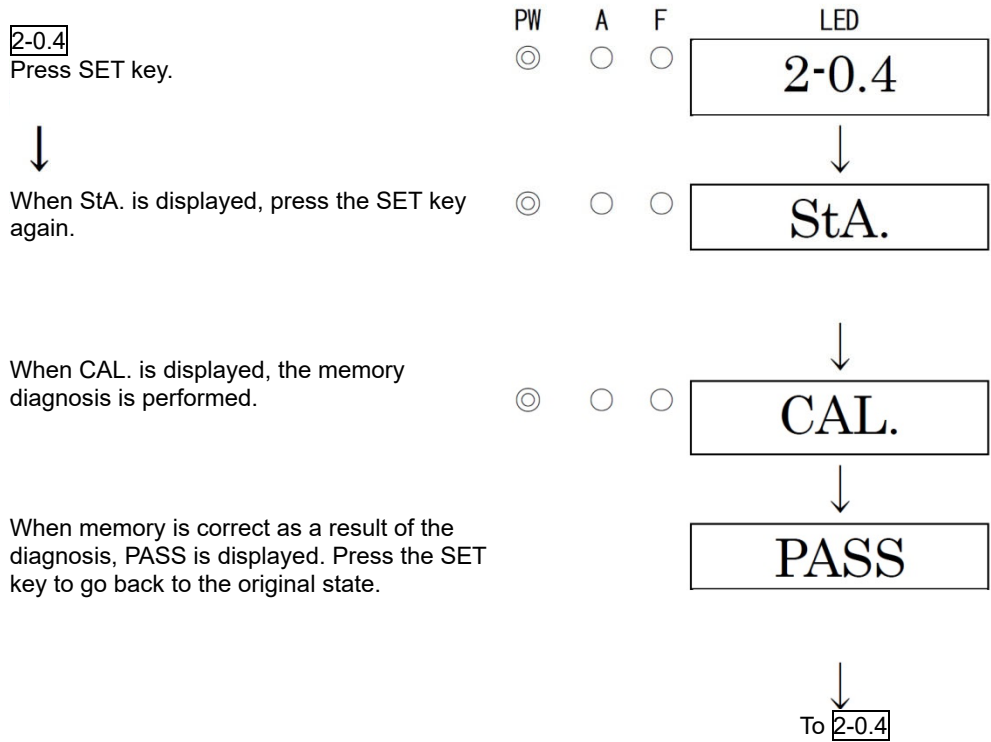 PW A F LED
2-0.4
Press SET key.
2-0.4
When StA. is displayed, press the SET key
again.
StA.
When CAL. is displayed, the memory
diagnosis is performed.
CAL.
When memory is correct as a result of the
diagnosis, PASS is displayed. Press the SET
key to go back to the original state.
PASS
To 2-0.4